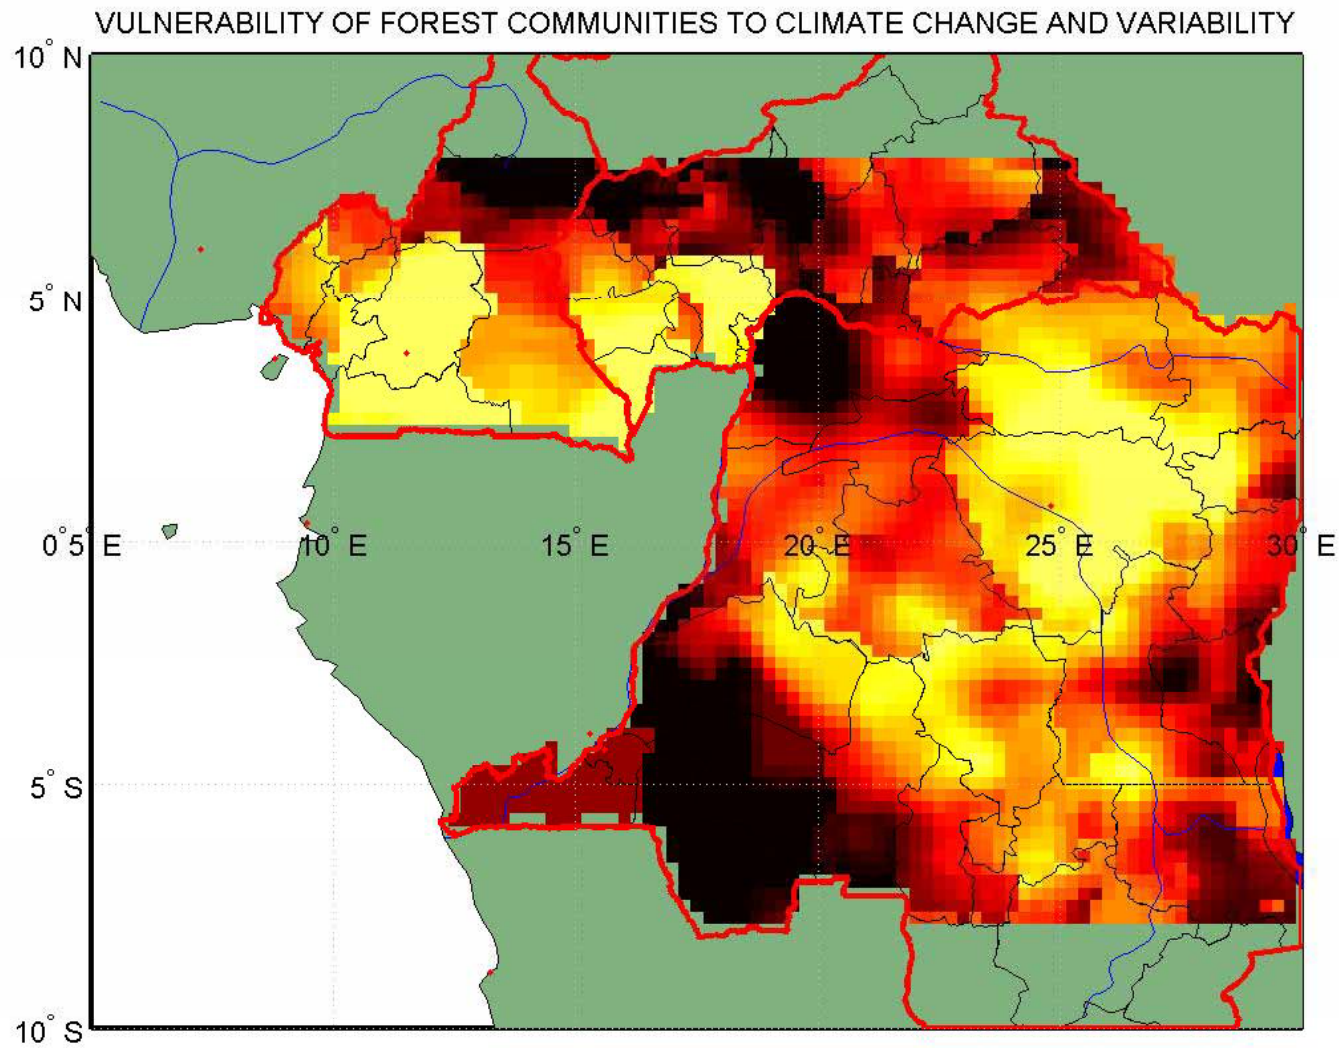 VULNERABILITY OF FOREST COMMUNITIES TO CLIMATE CHANGE AND VARIABILITY
10° N
5° N
0° 5° E 10° E 15° E 20° E 25° E 30° E
5° S
10° S